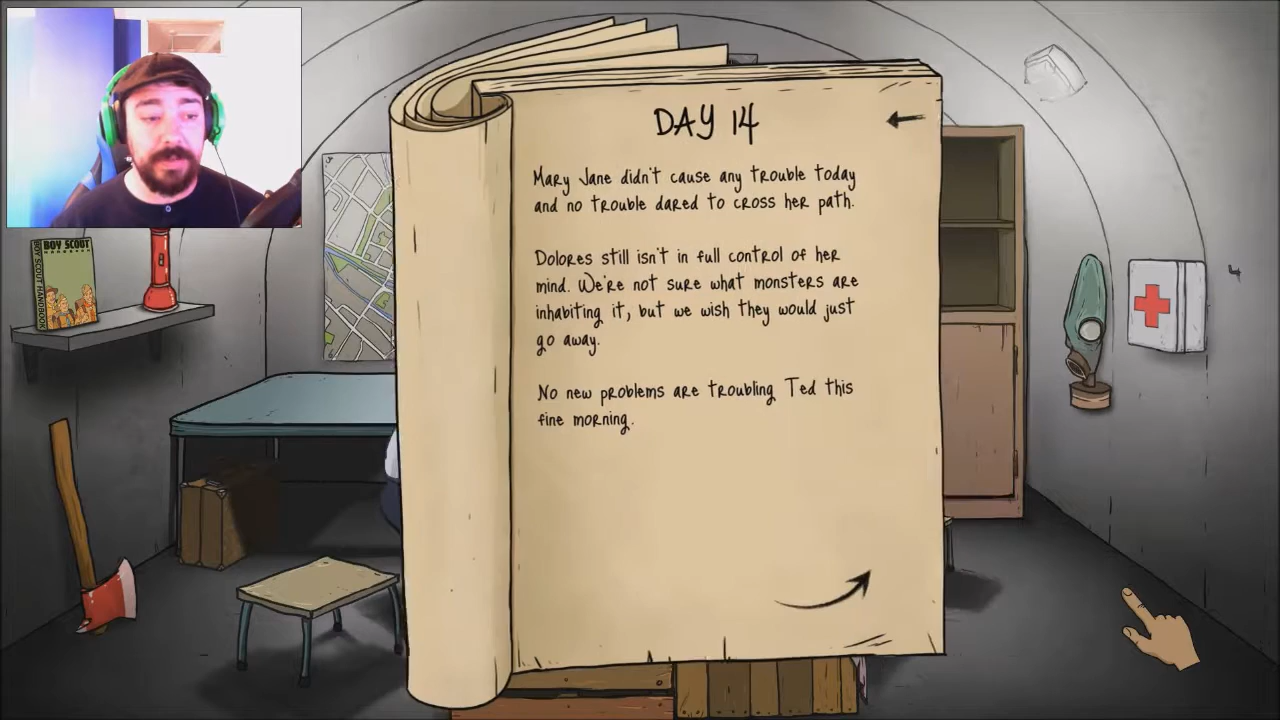 DAY 14
Mary Jane didn't cause any trouble today
and no trouble dared to cross her path.
Dolores still isn't in full control of her
mind. We're not sure what monsters are
inhabiting it, but we wish they would just
go away.
No new problems are troubling Ted this
fine morning.
BOY SCOUT
BOY SCOUT HANDBOOK